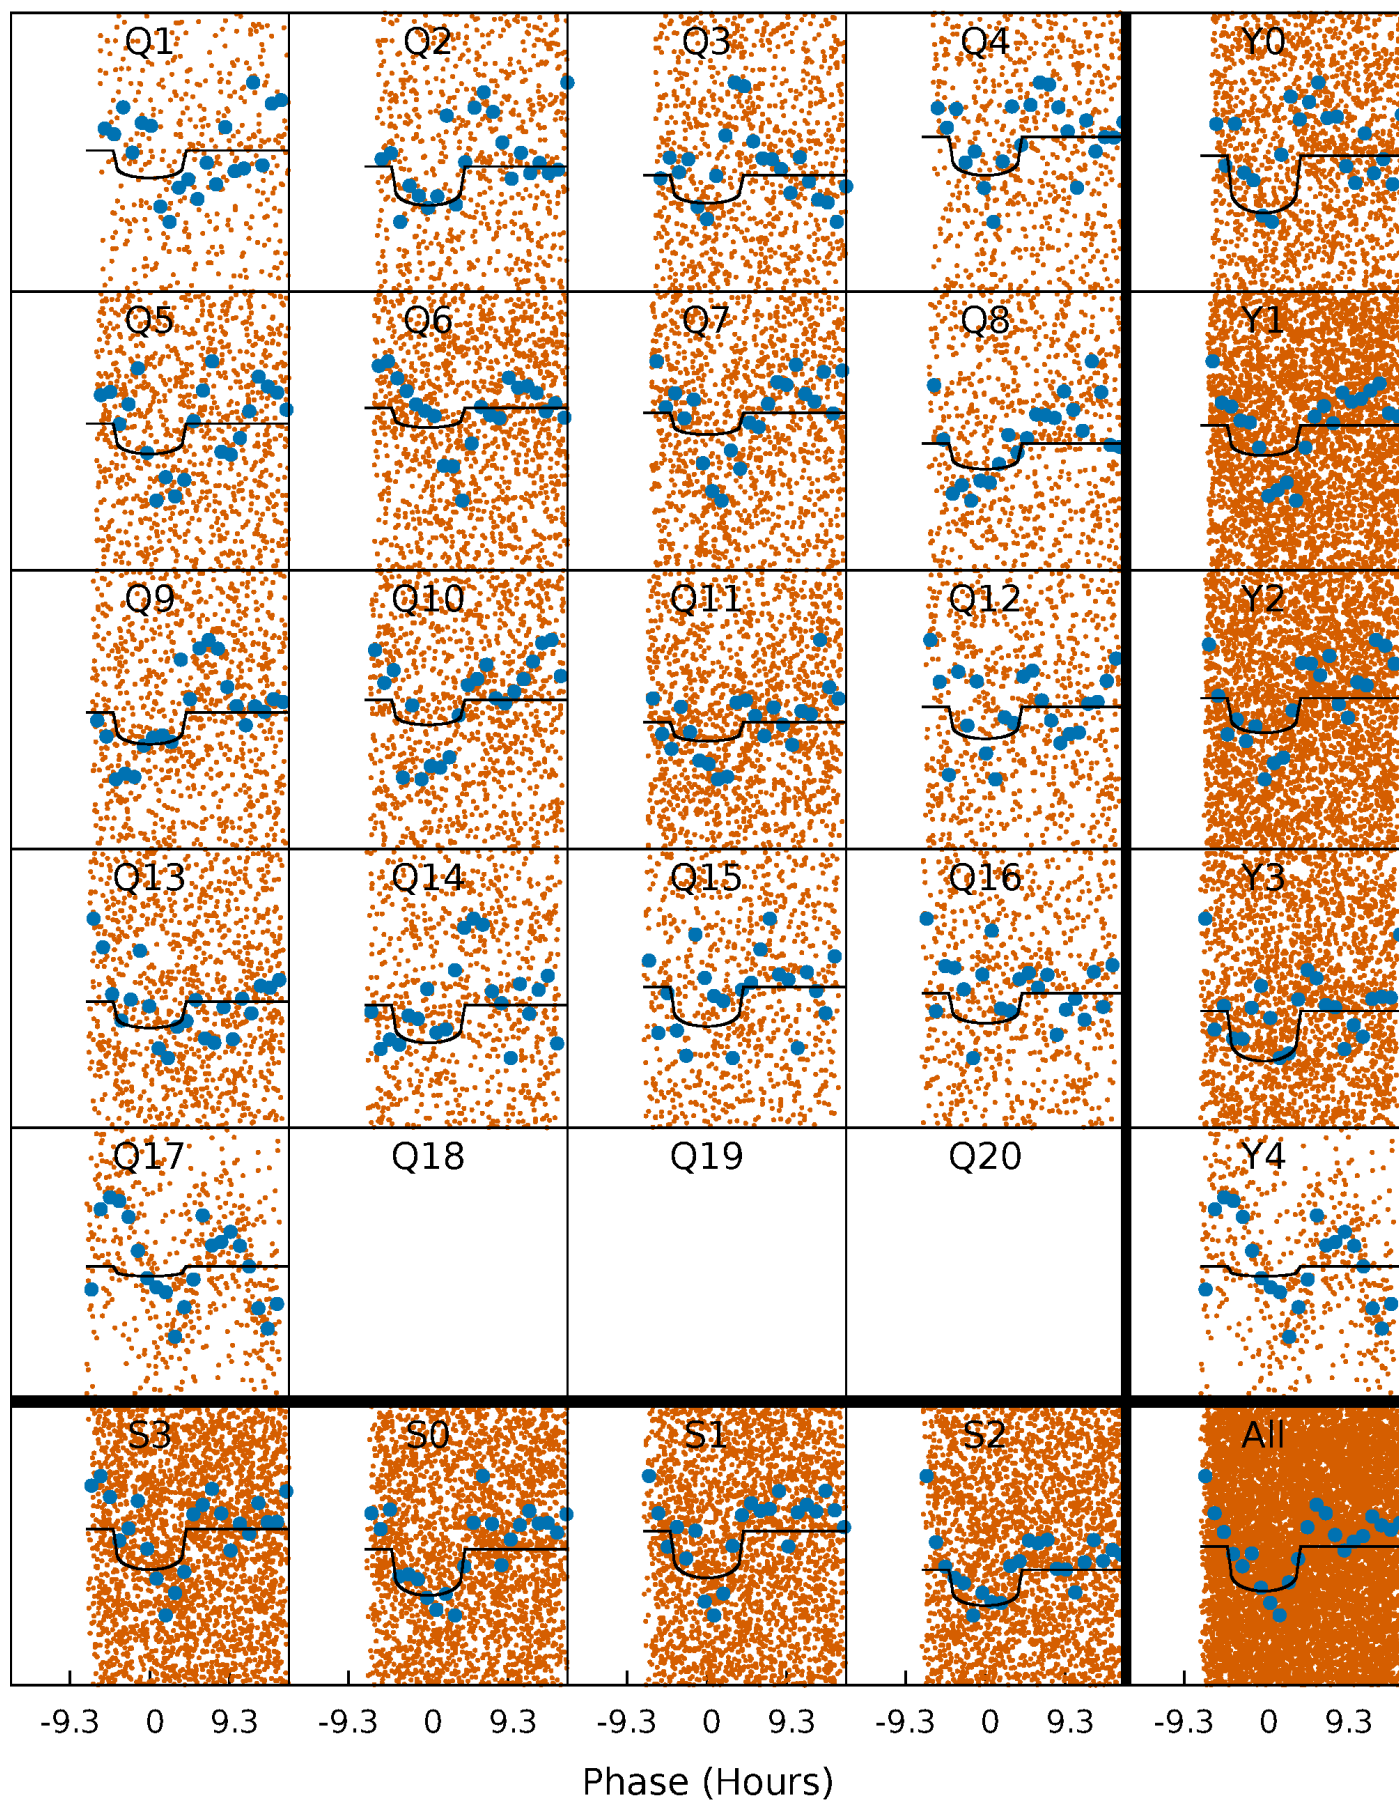 Q1 Q2 Q3 Q4 Y0
Q5 Q6 Q7 Q8 Y1
Q9 Q10 Q11 Q12 Y2
Q13 Q14 Q15 Q16 Y3
Q17 Q18 Q19 Q20 Y4
S3 S0 S1 S2 All
-9.3 0 9.3 -9.3 0 9.3 -9.3 0 9.3 -9.3 0 9.3 -9.3 0 9.3
Phase (Hours)